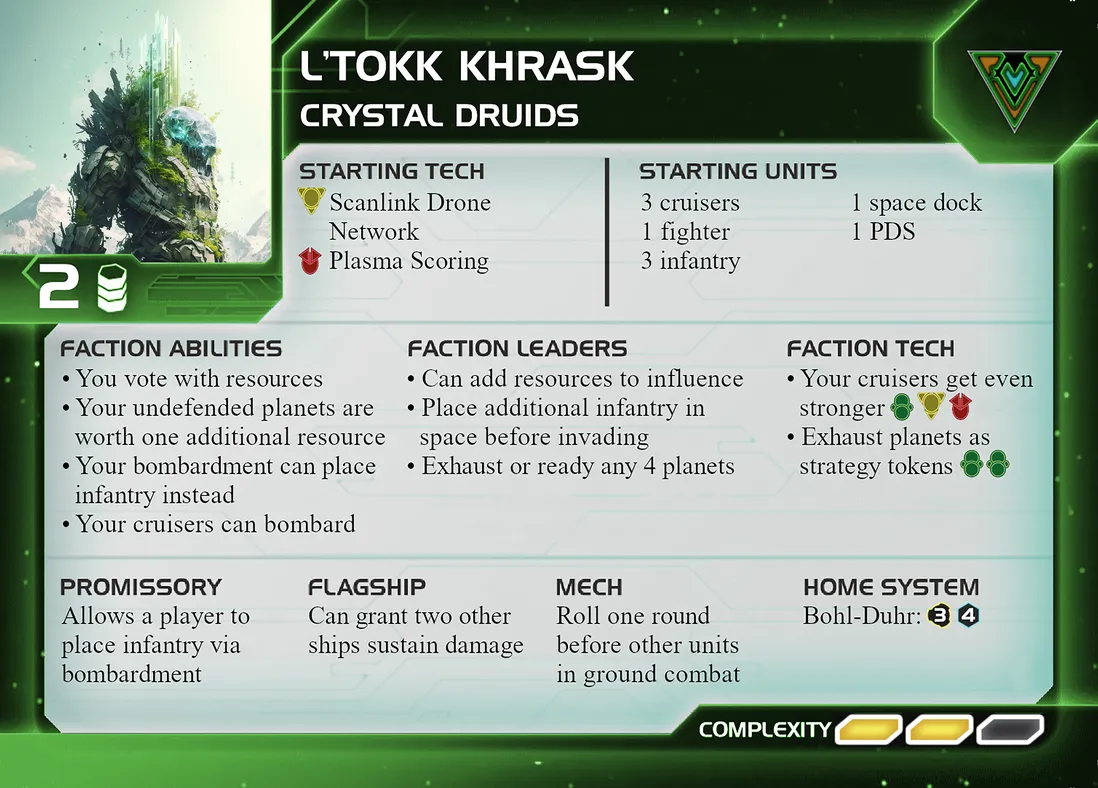 L'TOKK KHRASK
CRYSTAL DRUIDS
2
STARTING TECH
Scanlink Drone
Network
Plasma Scoring
STARTING UNITS
3 cruisers
1 fighter
3 infantry
1 space dock
1 PDS
FACTION ABILITIES
• You vote with resources
• Your undefended planets are
worth one additional resource
• Your bombardment can place
infantry instead
• Your cruisers can bombard
FACTION LEADERS
• Can add resources to influence
• Place additional infantry in
space before invading
• Exhaust or ready any 4 planets
FACTION TECH
• Your cruisers get even
stronger
• Exhaust planets as
strategy tokens
PROMISSORY
Allows a player to
place infantry via
bombardment
FLAGSHIP
Can grant two other
ships sustain damage
MECH
Roll one round
before other units
in ground combat
HOME SYSTEM
Bohl-Duhr: 3 4
COMPLEXITY